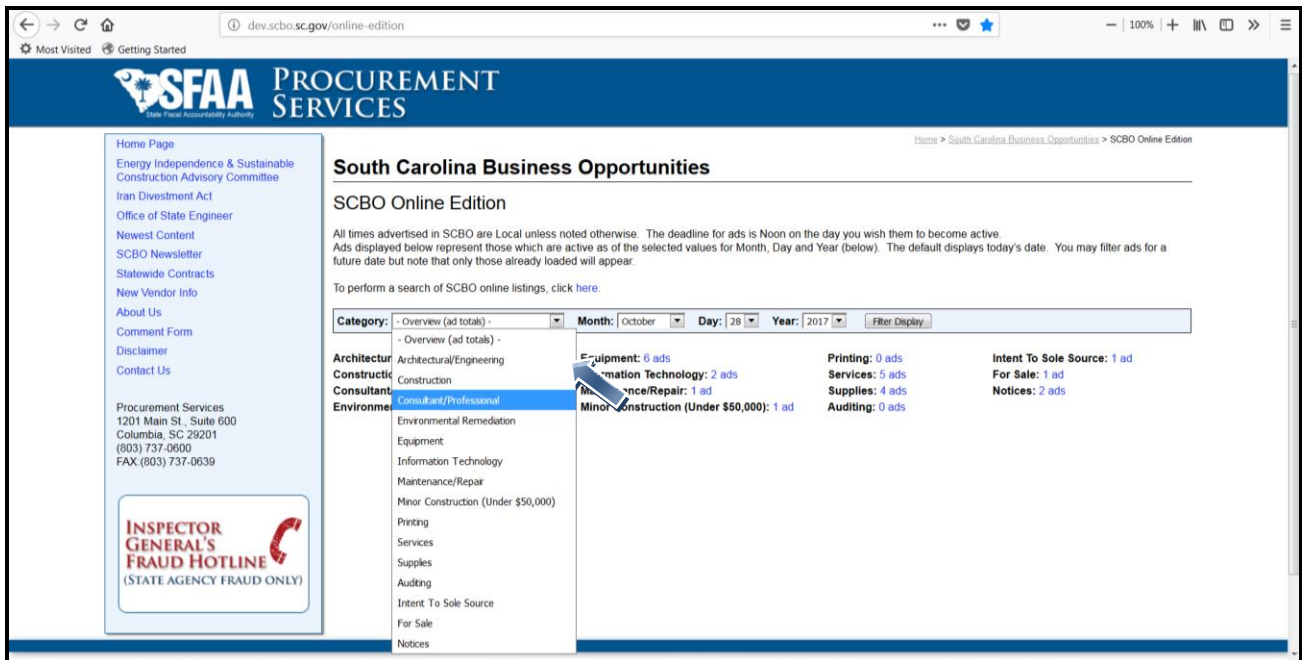 dev.scbo.sc.gov/online-edition
100%
Most Visited Getting Started
SFAA
State Fiscal Accountability Authority
PROCUREMENT
SERVICES
Home Page
Energy Independence & Sustainable
Construction Advisory Committee
Iran Divestment Act
Office of State Engineer
Newest Content
SCBO Newsletter
Statewide Contracts
New Vendor Info
About Us
Comment Form
Disclaimer
Contact Us
Procurement Services
1201 Main St., Suite 600
Columbia, SC 29201
(803) 737-0600
FAX:(803) 737-0639
INSPECTOR
GENERAL'S
FRAUD HOTLINE
(STATE AGENCY FRAUD ONLY)
Home > South Carolina Business Opportunities > SCBO Online Edition
South Carolina Business Opportunities
SCBO Online Edition
All times advertised in SCBO are Local unless noted otherwise. The deadline for ads is Noon on the day you wish them to become active.
Ads displayed below represent those which are active as of the selected values for Month, Day and Year (below). The default displays today's date. You may filter ads for a
future date but note that only those already loaded will appear.
To perform a search of SCBO online listings, click here.
Category: - Overview (ad totals) - Month: October Day: 28 Year: 2017 Filter Display
- Overview (ad totals) -
Architectural/Engineering
Construction
Consultant/Professional
Environmental Remediation
Equipment
Information Technology
Maintenance/Repair
Minor Construction (Under $50,000)
Printing
Services
Supplies
Auditing
Intent To Sole Source
For Sale
Notices
Equipment: 6 ads Printing: 0 ads Intent To Sole Source: 1 ad
Technology: 2 ads Services: 5 ads For Sale: 1 ad
/Repair: 1 ad Supplies: 4 ads Notices: 2 ads
Minor Construction (Under $50,000): 1 ad Auditing: 0 ads